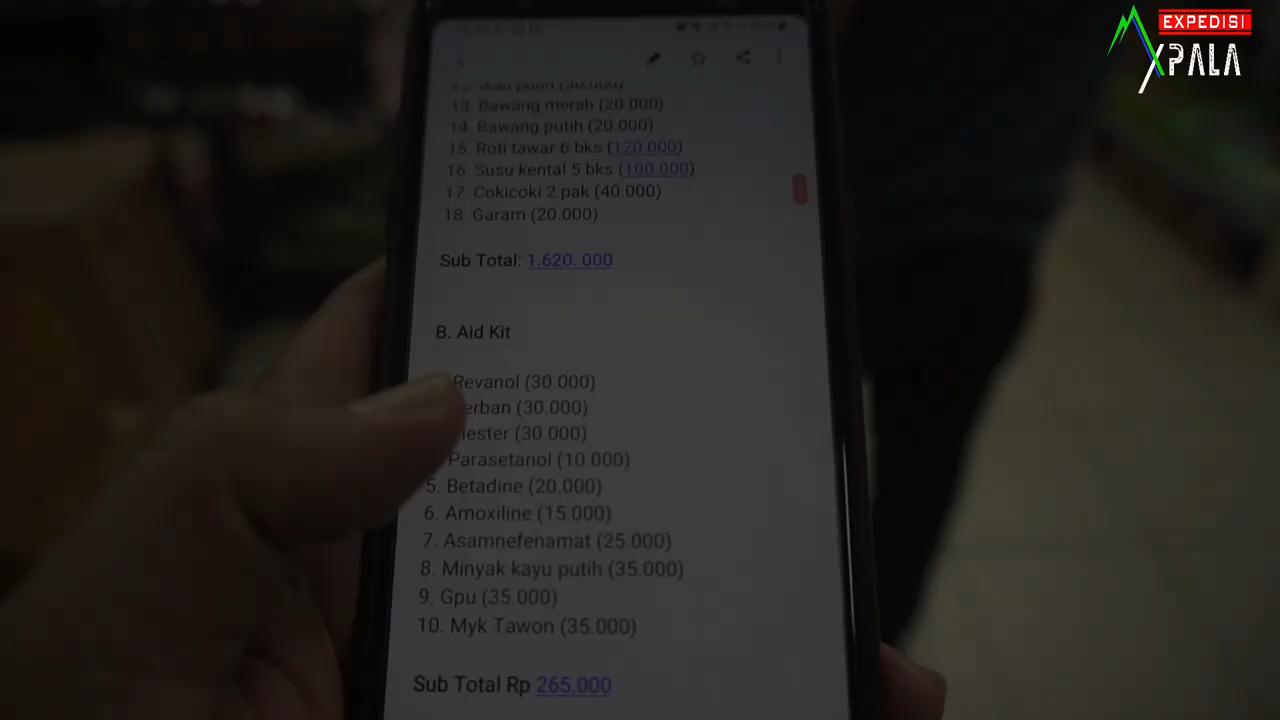 EXPEDISI
XPALA
13. Bawang merah (20.000)
14. Bawang putih (20.000)
15. Roti tawar 6 bks (120.000)
16. Susu kental 5 bks (100.000)
17. Cokicoki 2 pak (40.000)
18. Garam (20.000)
Sub Total: 1.620. 000
B. Aid Kit
Revanol (30.000)
erban (30.000)
lester (30.000)
Parasetanol (10.000)
5. Betadine (20.000)
6. Amoxiline (15.000)
7. Asamnefenamat (25.000)
8. Minyak kayu putih (35.000)
9. Gpu (35.000)
10. Myk Tawon (35.000)
Sub Total Rp 265.000